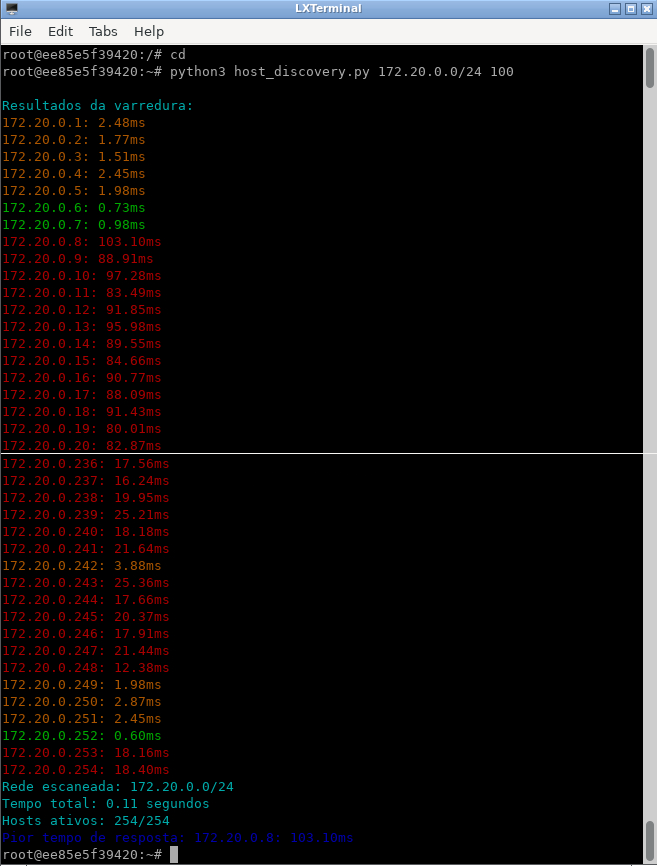 LXTerminal
File Edit Tabs Help
root@ee85e5f39420:/# cd
root@ee85e5f39420:~# python3 host_discovery.py 172.20.0.0/24 100
Resultados da varredura:
172.20.0.1: 2.48ms
172.20.0.2: 1.77ms
172.20.0.3: 1.51ms
172.20.0.4: 2.45ms
172.20.0.5: 1.98ms
172.20.0.6: 0.73ms
172.20.0.7: 0.98ms
172.20.0.8: 103.10ms
172.20.0.9: 88.91ms
172.20.0.10: 97.28ms
172.20.0.11: 83.49ms
172.20.0.12: 91.85ms
172.20.0.13: 95.98ms
172.20.0.14: 89.55ms
172.20.0.15: 84.66ms
172.20.0.16: 90.77ms
172.20.0.17: 88.09ms
172.20.0.18: 91.43ms
172.20.0.19: 80.01ms
172.20.0.20: 82.87ms
172.20.0.236: 17.56ms
172.20.0.237: 16.24ms
172.20.0.238: 19.95ms
172.20.0.239: 25.21ms
172.20.0.240: 18.18ms
172.20.0.241: 21.64ms
172.20.0.242: 3.88ms
172.20.0.243: 25.36ms
172.20.0.244: 17.66ms
172.20.0.245: 20.37ms
172.20.0.246: 17.91ms
172.20.0.247: 21.44ms
172.20.0.248: 12.38ms
172.20.0.249: 1.98ms
172.20.0.250: 2.87ms
172.20.0.251: 2.45ms
172.20.0.252: 0.60ms
172.20.0.253: 18.16ms
172.20.0.254: 18.40ms
Rede escaneada: 172.20.0.0/24
Tempo total: 0.11 segundos
Hosts ativos: 254/254
Pior tempo de resposta: 172.20.0.8: 103.10ms
root@ee85e5f39420:~#